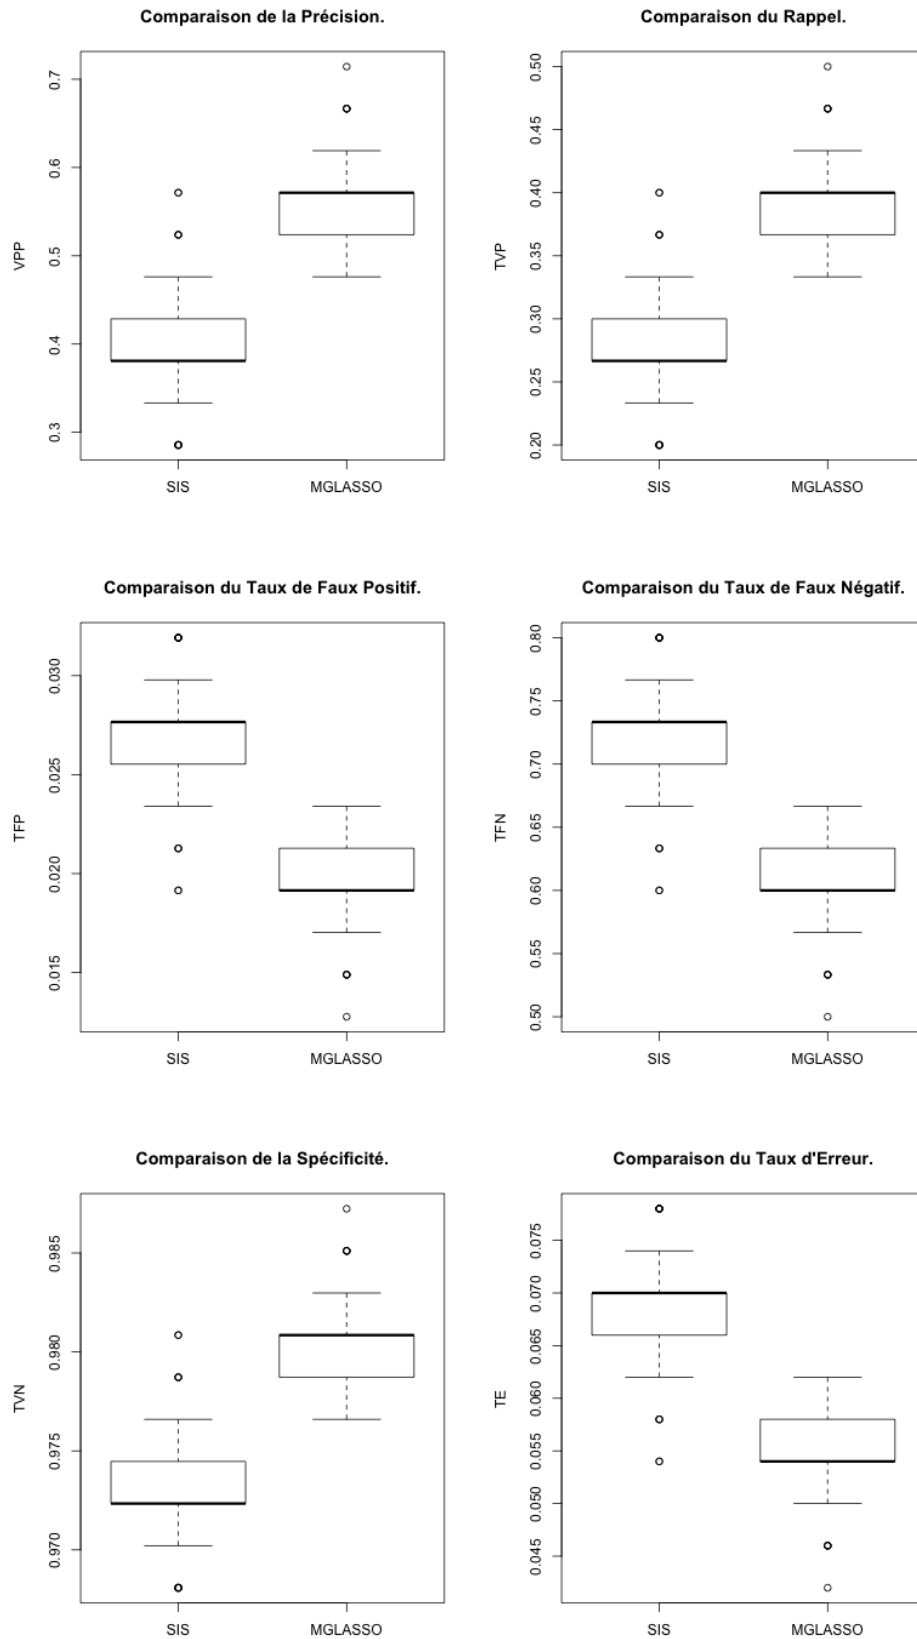 Comparaison de la Précision.
VPP
0.7
0.6
0.5
0.4
0.3
SIS
MGLASSO
Comparaison du Rappel.
TVP
0.50
0.45
0.40
0.35
0.30
0.25
0.20
SIS
MGLASSO
Comparaison du Taux de Faux Positif.
TFP
0.030
0.025
0.020
0.015
SIS
MGLASSO
Comparaison du Taux de Faux Négatif.
TFN
0.80
0.75
0.70
0.65
0.60
0.55
0.50
SIS
MGLASSO
Comparaison de la Spécificité.
TVN
0.985
0.980
0.975
0.970
SIS
MGLASSO
Comparaison du Taux d'Erreur.
TE
0.075
0.070
0.065
0.060
0.055
0.050
0.045
SIS
MGLASSO